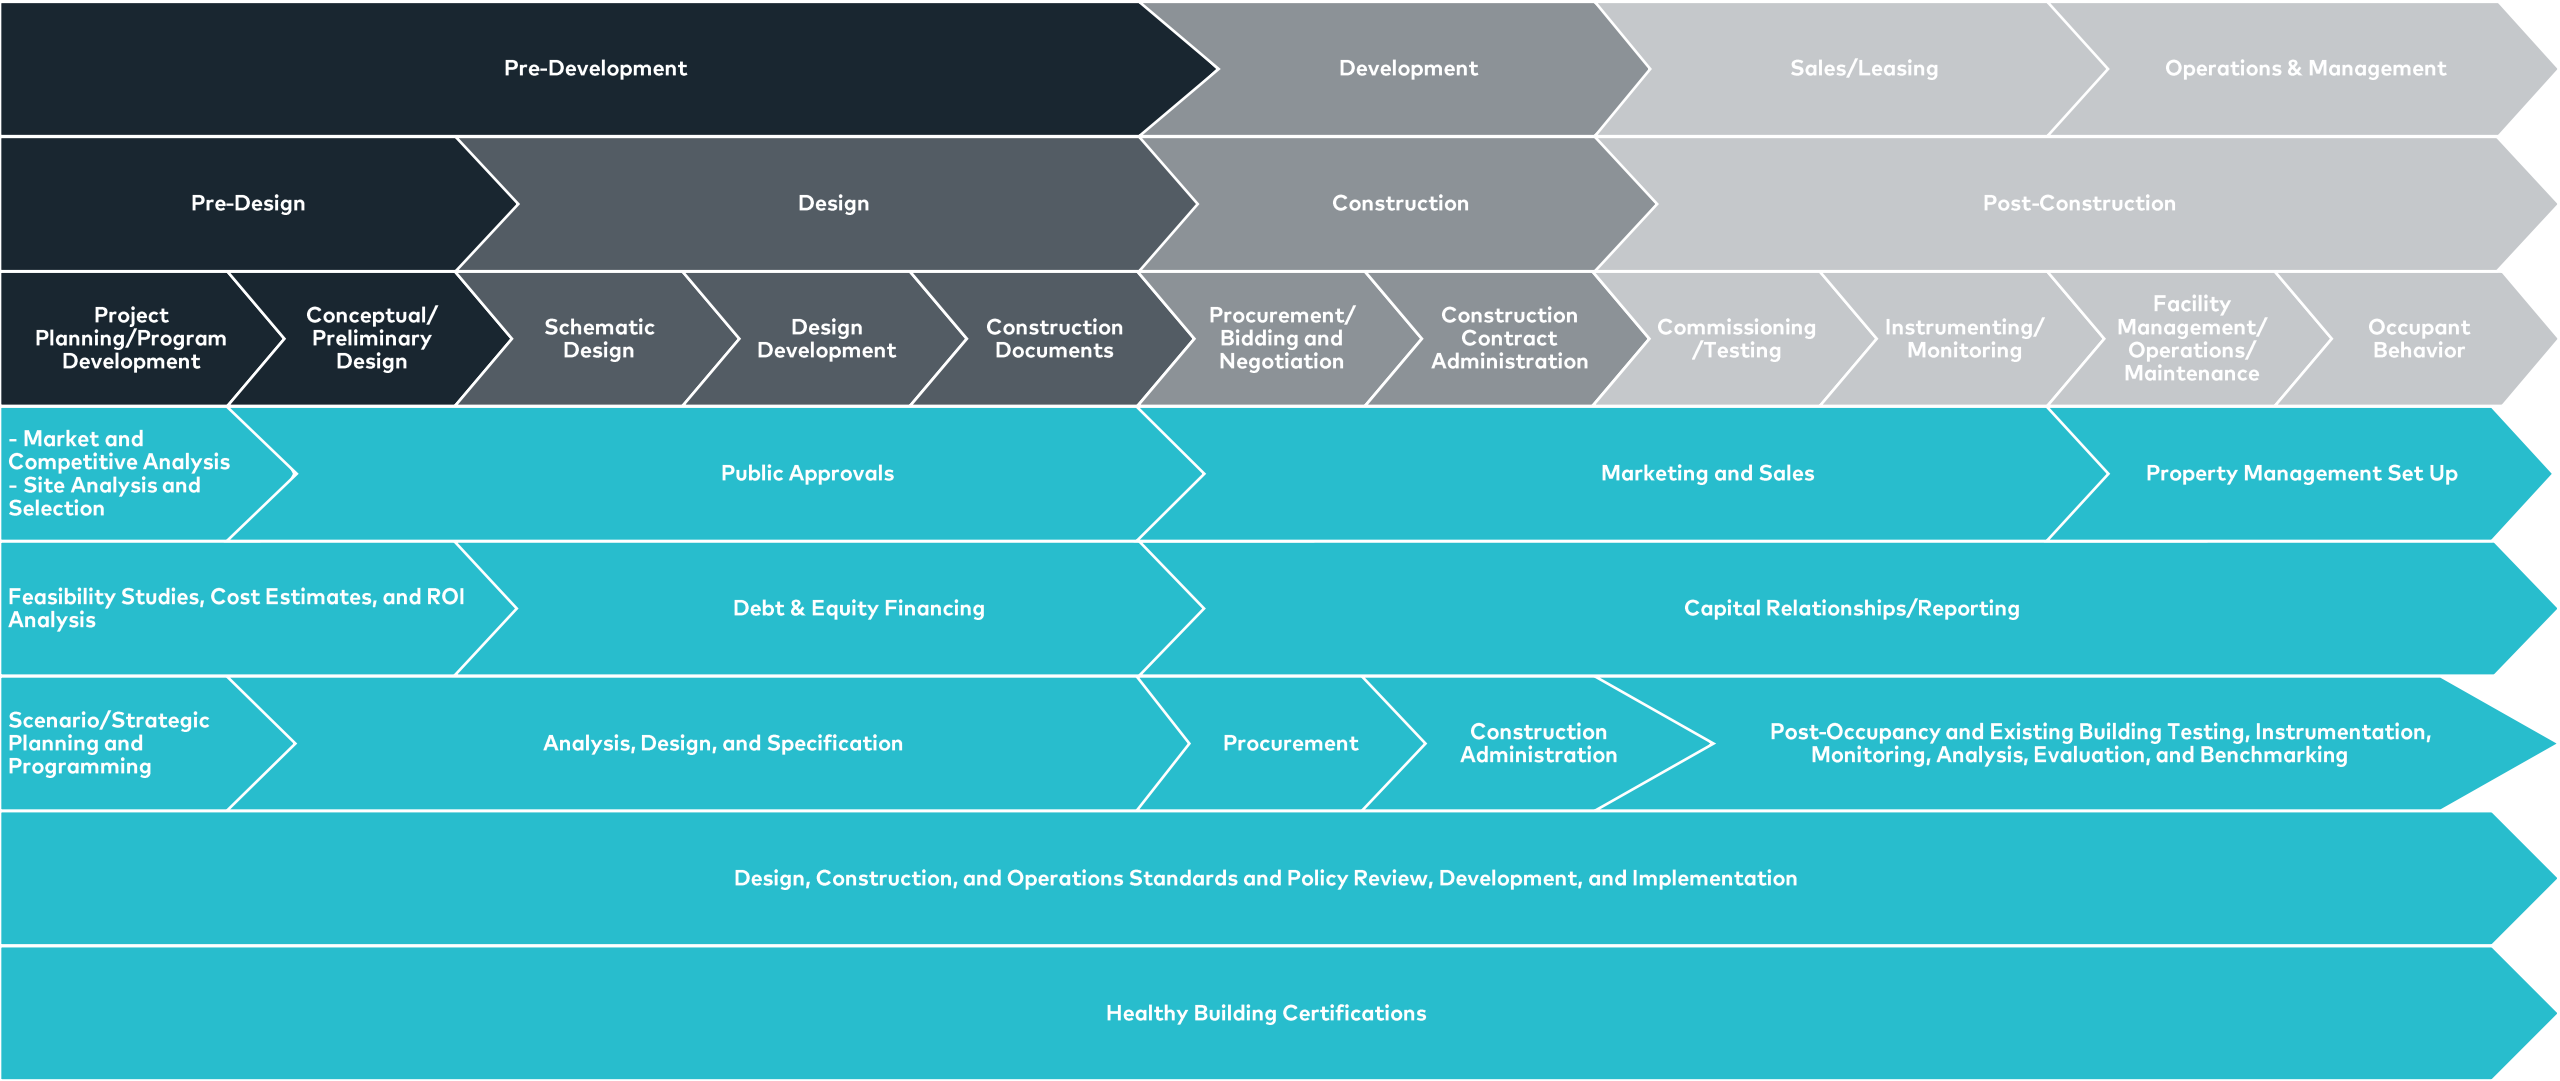 Pre-Development
Development
Sales/Leasing
Operations & Management
Pre-Design
Design
Construction
Post-Construction
Project
Planning/Program
Development
Conceptual/
Preliminary
Design
Schematic
Design
Design
Development
Construction
Documents
Procurement/
Bidding and
Negotiation
Construction
Contract
Administration
Commissioning
/Testing
Instrumenting/
Monitoring
Facility
Management/
Operations/
Maintenance
Occupant
Behavior
- Market and
Competitive Analysis
- Site Analysis and
Selection
Public Approvals
Marketing and Sales
Property Management Set Up
Feasibility Studies, Cost Estimates, and ROI
Analysis
Debt & Equity Financing
Capital Relationships/Reporting
Scenario/Strategic
Planning and
Programming
Analysis, Design, and Specification
Procurement
Construction
Administration
Post-Occupancy and Existing Building Testing, Instrumentation,
Monitoring, Analysis, Evaluation, and Benchmarking
Design, Construction, and Operations Standards and Policy Review, Development, and Implementation
Healthy Building Certifications